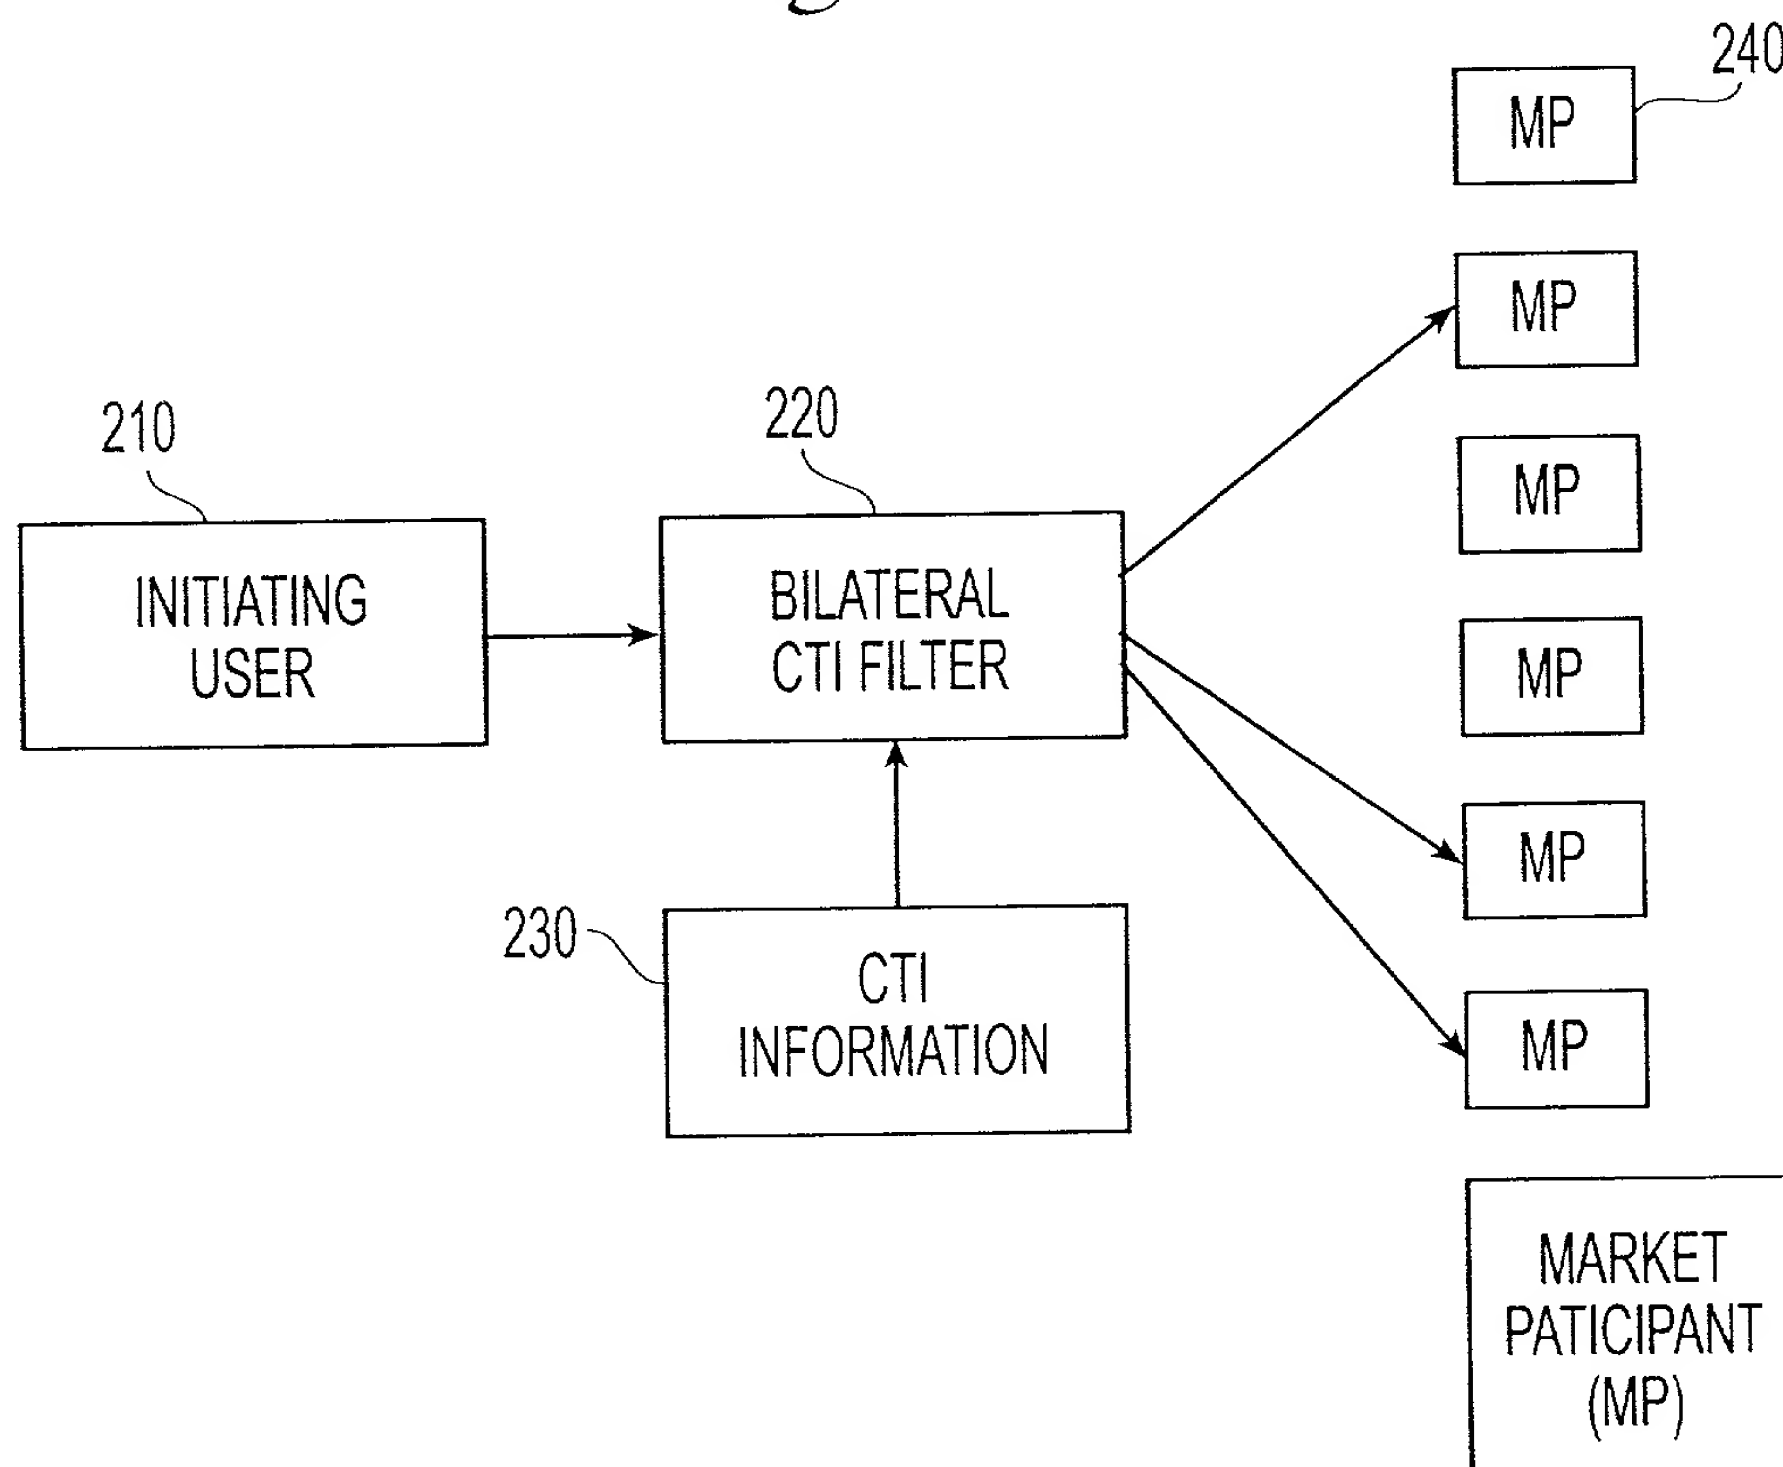 240
MP
MP
210
220
MP
INITIATING
USER
BILATERAL
CTI FILTER
MP
MP
230
CTI
INFORMATION
MP
MARKET
PATICIPANT
(MP)